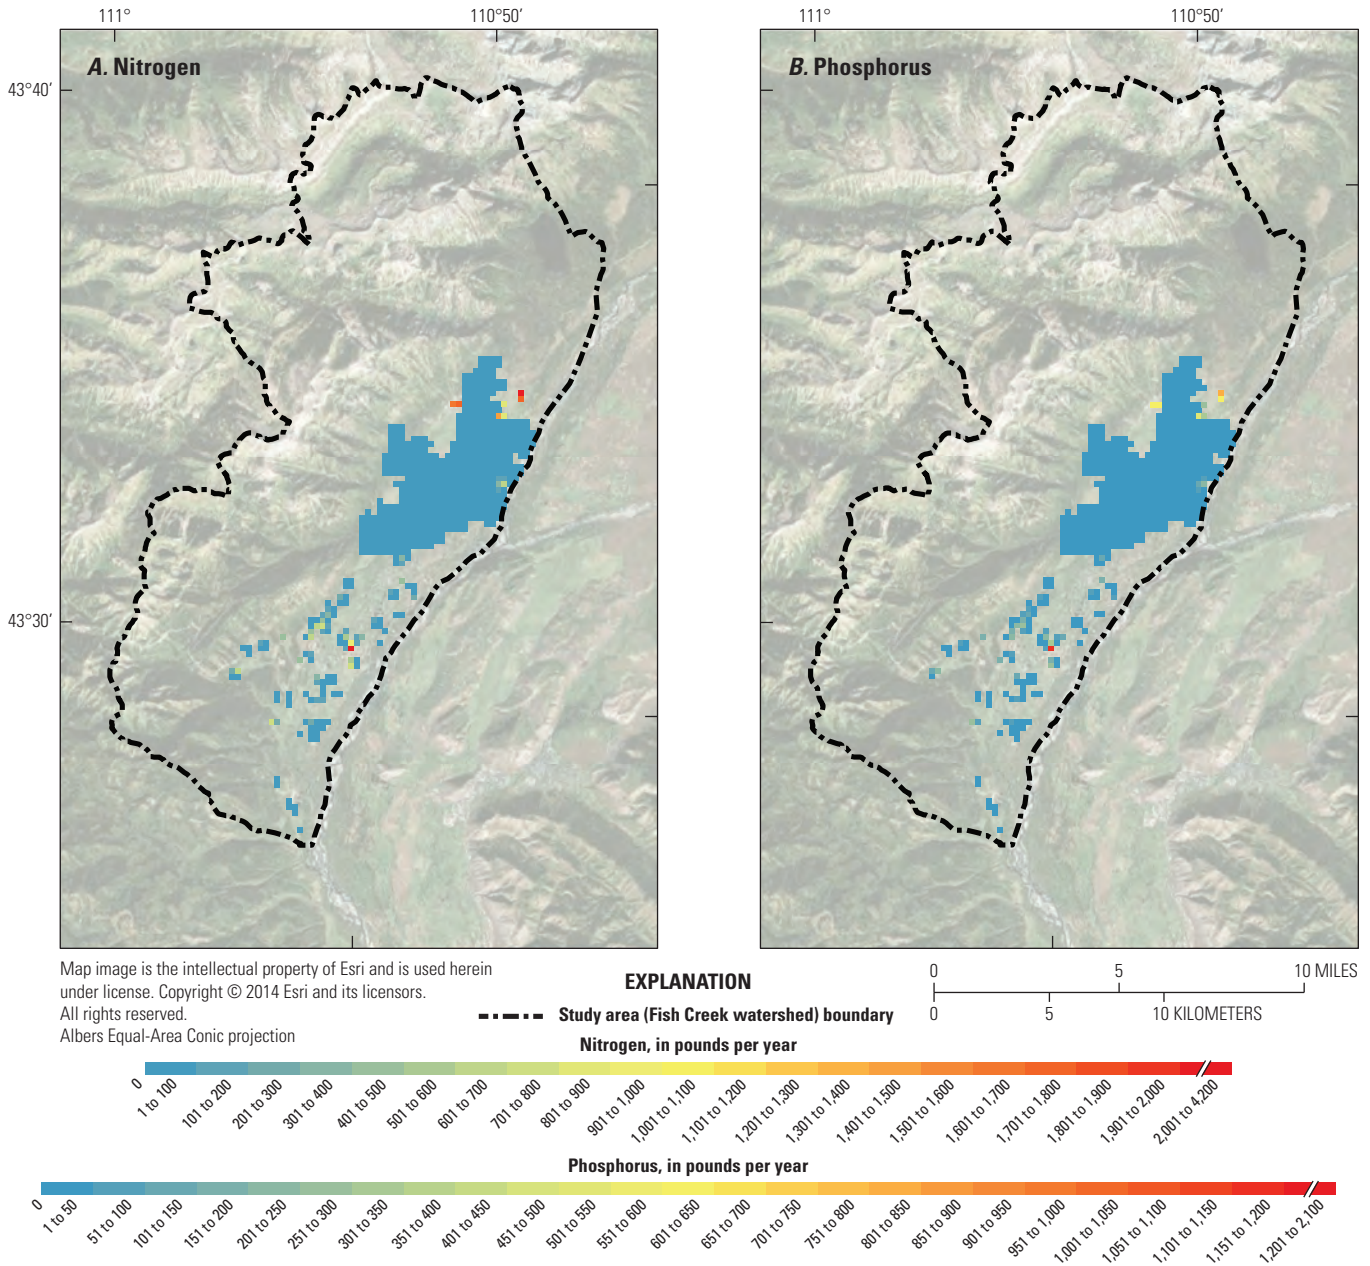 111°
110°50′
111°
110°50′
A. Nitrogen
B. Phosphorus
43°40′
43°30′
Map image is the intellectual property of Esri and is used herein
under license. Copyright © 2014 Esri and its licensors.
All rights reserved.
Albers Equal-Area Conic projection
EXPLANATION
Study area (Fish Creek watershed) boundary
0 5 10 MILES
0 5 10 KILOMETERS
Nitrogen, in pounds per year
0
1 to 100
101 to 200
201 to 300
301 to 400
401 to 500
501 to 600
601 to 700
701 to 800
801 to 900
901 to 1,000
1,001 to 1,100
1,101 to 1,200
1,201 to 1,300
1,301 to 1,400
1,401 to 1,500
1,501 to 1,600
1,601 to 1,700
1,701 to 1,800
1,801 to 1,900
1,901 to 2,000
2,001 to 4,200
Phosphorus, in pounds per year
0
1 to 50
51 to 100
101 to 150
151 to 200
201 to 250
251 to 300
301 to 350
351 to 400
401 to 450
451 to 500
501 to 550
551 to 600
601 to 650
651 to 700
701 to 750
751 to 800
801 to 850
851 to 900
901 to 950
951 to 1,000
1,001 to 1,050
1,051 to 1,100
1,101 to 1,150
1,151 to 1,200
1,201 to 2,100